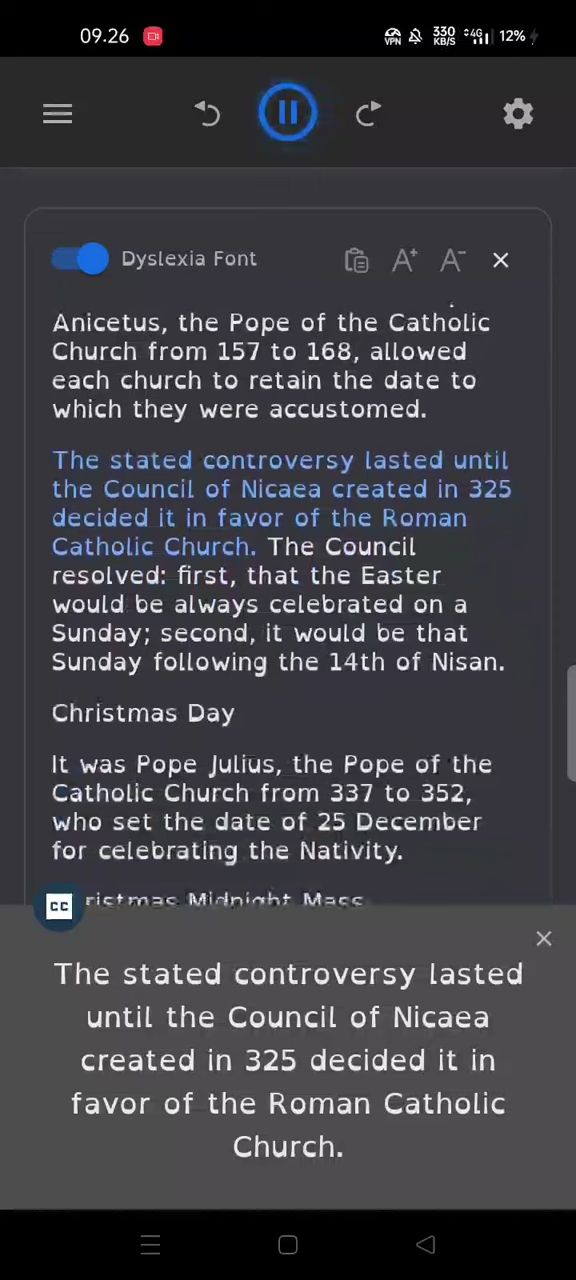 09.26
VPN
330 KB/S
4G
12%
Dyslexia Font
A+
A-
Anicetus, the Pope of the Catholic
Church from 157 to 168, allowed
each church to retain the date to
which they were accustomed.
The stated controversy lasted until
the Council of Nicaea created in 325
decided it in favor of the Roman
Catholic Church. The Council
resolved: first, that the Easter
would be always celebrated on a
Sunday; second, it would be that
Sunday following the 14th of Nisan.
Christmas Day
It was Pope Julius, the Pope of the
Catholic Church from 337 to 352,
who set the date of 25 December
for celebrating the Nativity.
ristmas Midnight Mass
CC
The stated controversy lasted
until the Council of Nicaea
created in 325 decided it in
favor of the Roman Catholic
Church.